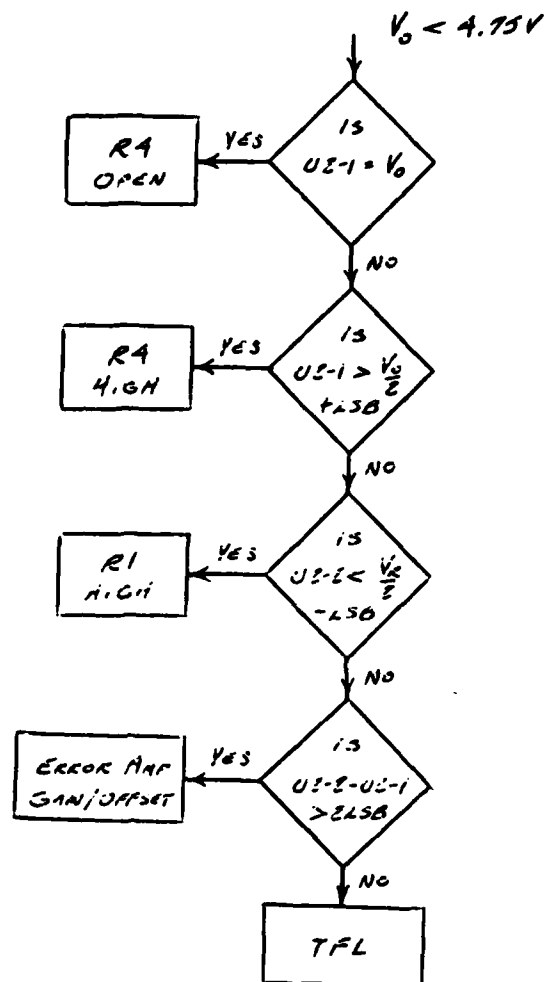 V₀ < 4.75V
is
U2-1 = V₀
YES
R4
OPEN
NO
is
U2-1 > V₀/2
+LSB
YES
R4
HIGH
NO
is
U2-2 < VR/2
-LSB
YES
R1
HIGH
NO
is
U2-2-U2-1
>2LSB
YES
ERROR AMP
GAIN/OFFSET
NO
TFL